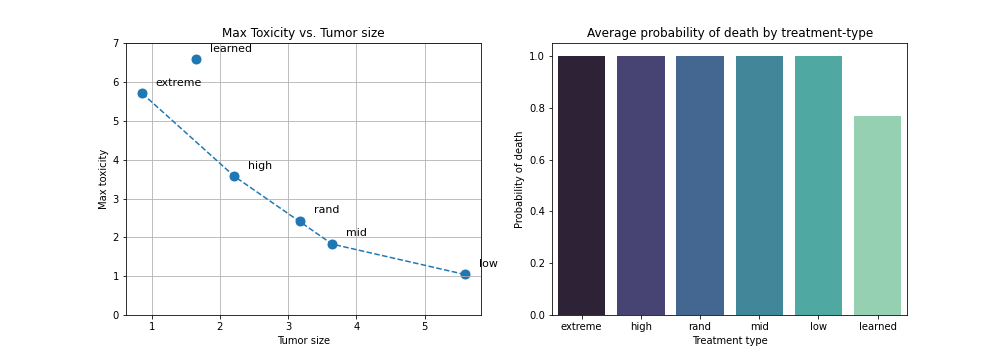 Max Toxicity vs. Tumor size
Max toxicity
7
6
5
4
3
2
1
0
learned
extreme
high
rand
mid
low
1 2 3 4 5
Tumor size
Average probability of death by treatment-type
Probability of death
1.0
0.8
0.6
0.4
0.2
0.0
extreme high rand mid low learned
Treatment type